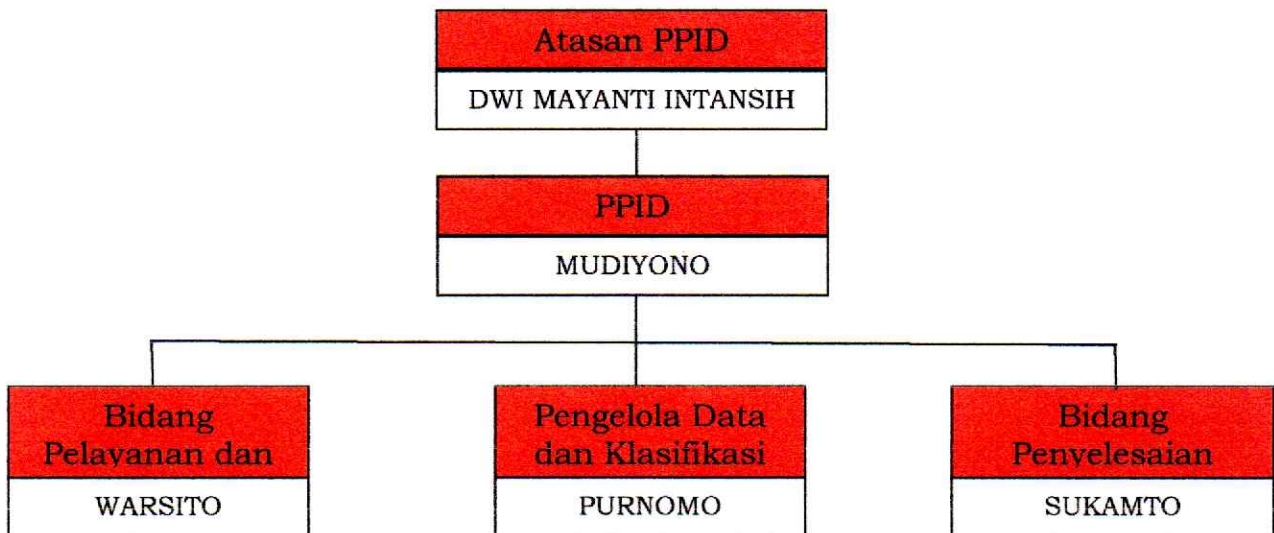 Atasan PPID
DWI MAYANTI INTANSIH
PPID
MUDIYONO
Bidang
Pelayanan dan
WARSITO
Pengelola Data
dan Klasifikasi
PURNOMO
Bidang
Penyelesaian
SUKAMTO